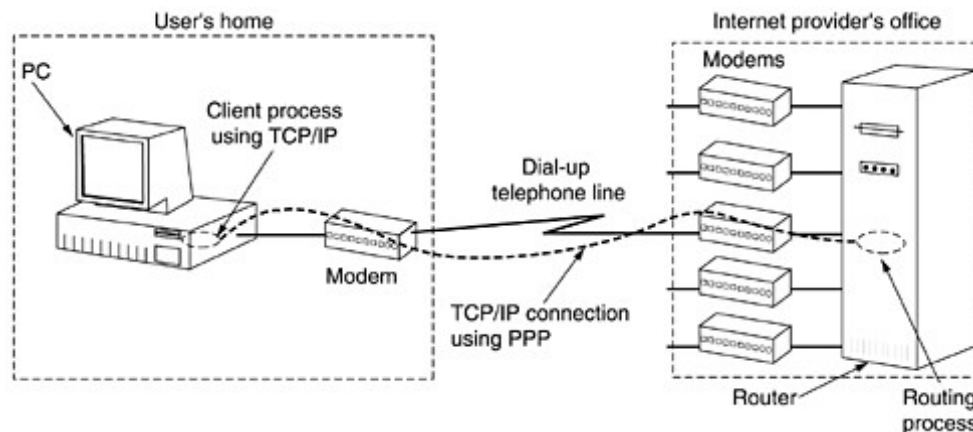 User's home
Internet provider's office
PC
Client process
using TCP/IP
Modem
Dial-up
telephone line
TCP/IP connection
using PPP
Modems
Router
Routing
process